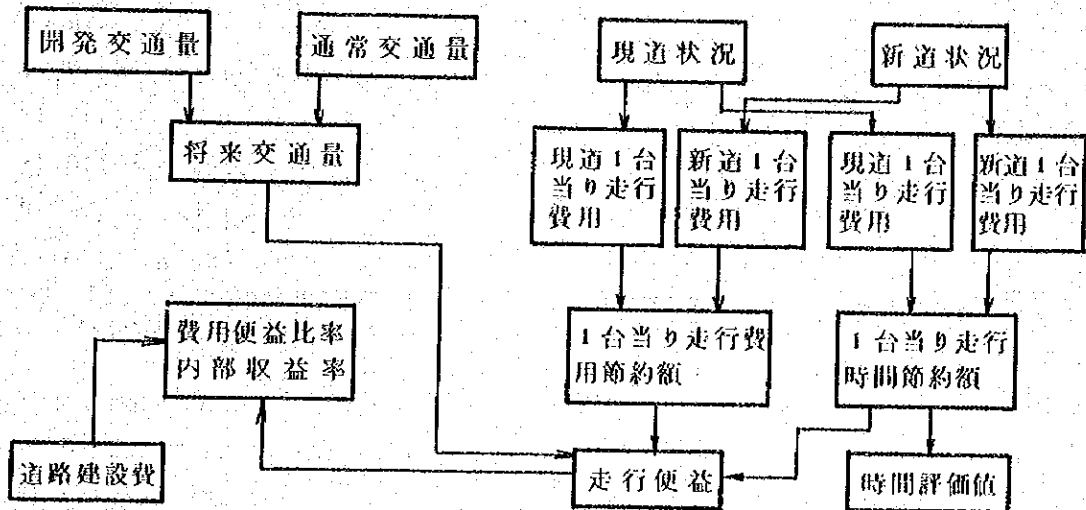 開発交通量
通常交通量
現道状況
新道状況
将来交通量
現道1台
当り走行
費用
新道1台
当り走行
費用
現道1台
当り走行
費用
新道1台
当り走行
費用
費用便益比率
内部収益率
1台当り走行費
用節約額
1台当り走行
時間節約額
道路建設費
走行便益
時間評価値